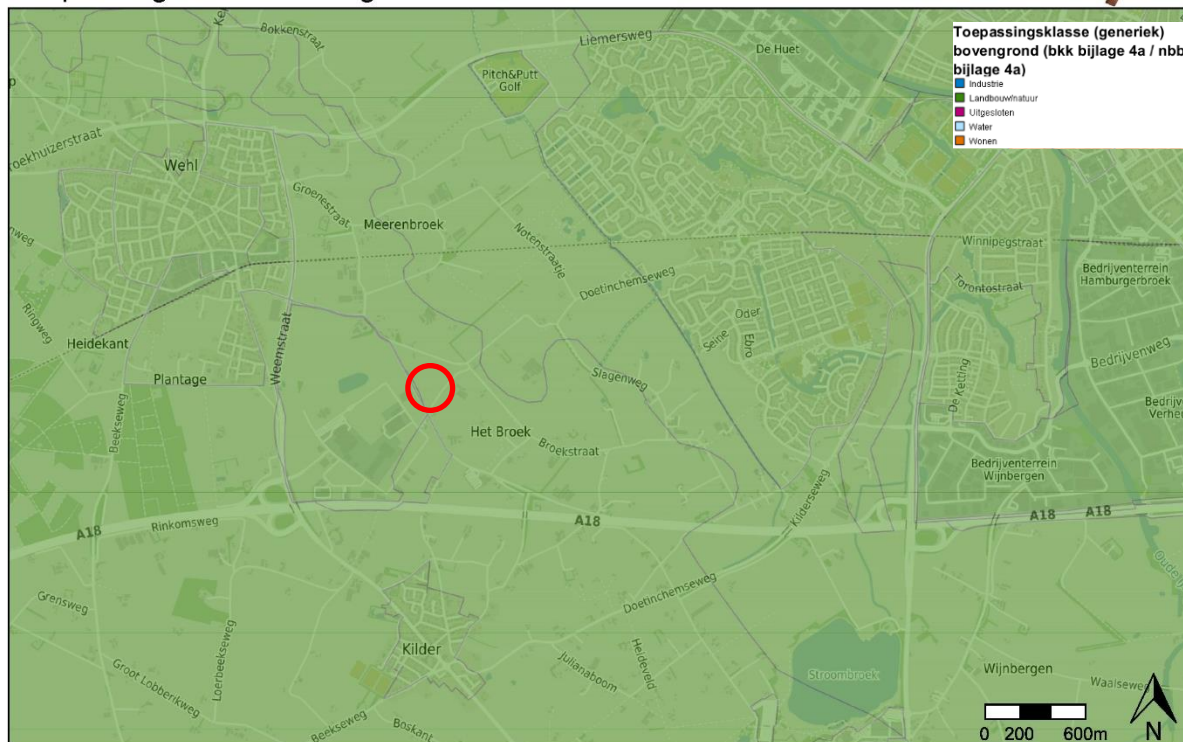 Toepassingsklasse (generiek)
bovengrond (bkk bijlage 4a / nbb
bijlage 4a)
Industrie
Landbouw/natuur
Uitgesloten
Water
Wonen
Bokkenstraat
Liemersweg
De Huet
Pitch&Putt
Golf
oekhuizerstraat
Wehl
Groenestraat
Meerenbroek
Notenstraatje
Winnipegstraat
Doetinchemseweg
Bedrijventerrein
Hamburgerbroek
Torontostraat
Ringweg
Heidekant
Weemstraat
Oder
Seine
Ebro
Bedrijvenweg
Plantage
Slagenweg
De Ketting
Beekseweg
Het Broek
Broekstraat
Bedrijventerrein
Wijnbergen
Kilderseweg
A18
Rinkomsweg
A18
A18
A18
Doetinchemseweg
Grensweg
Loerbeekseweg
Kilder
Julianaboom
Heideveld
Stroombroek
Wijnbergen
Waalseweg
Groot Lobberikweg
Beekseweg
Boskant
0 200 600m
N